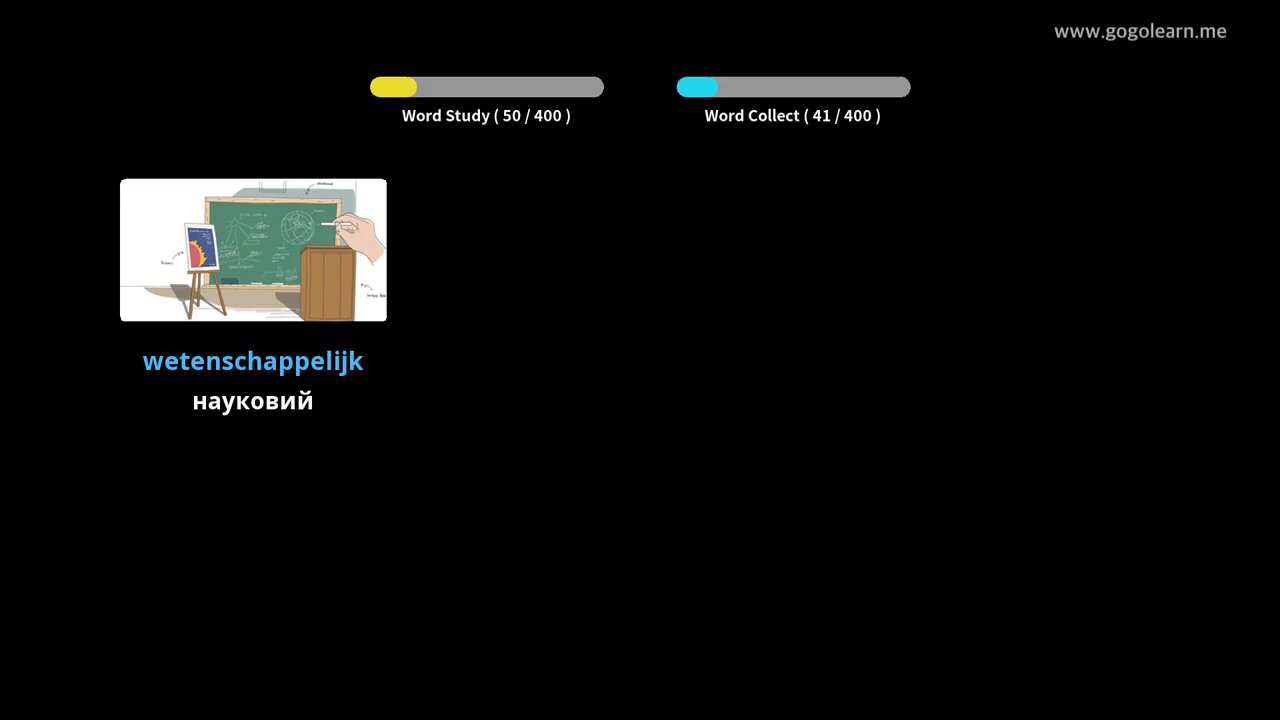 www.gogolearn.me
Word Study ( 50 / 400 )
Word Collect ( 41 / 400 )
wetenschappelijk
науковий